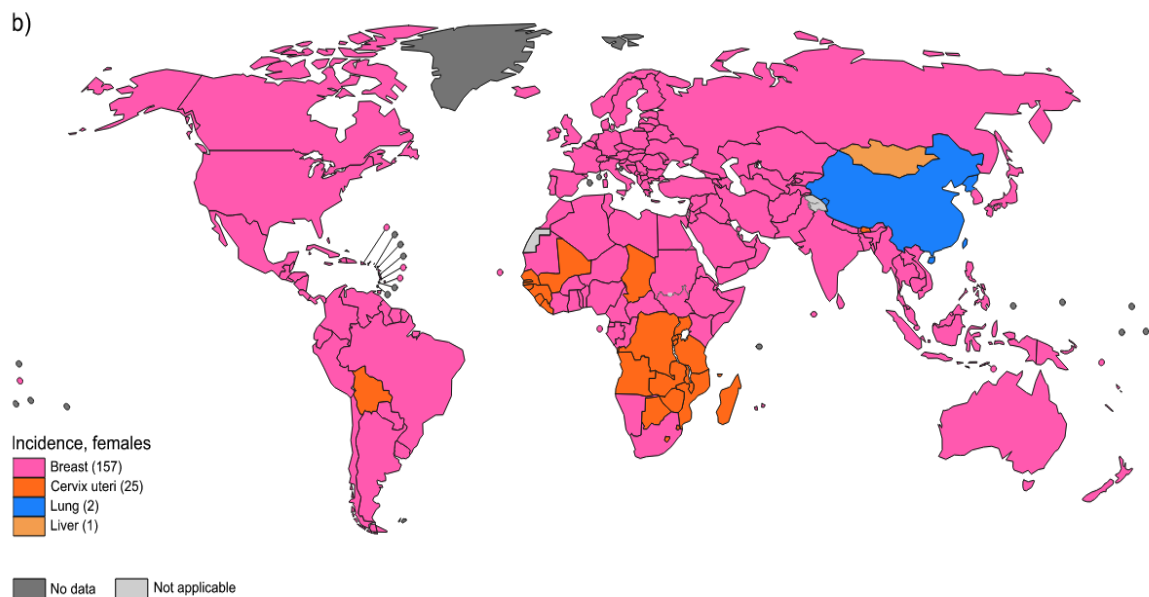 b)
Incidence, females
Breast (157)
Cervix uteri (25)
Lung (2)
Liver (1)
No data
Not applicable